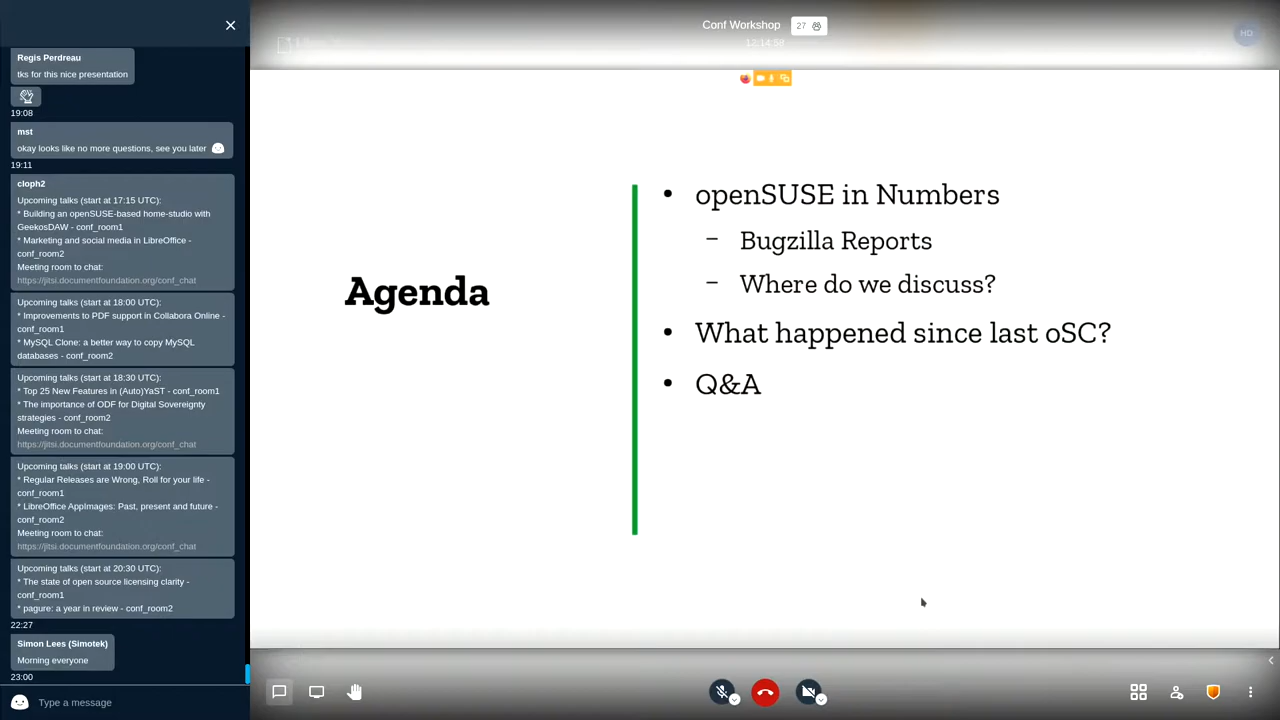 Regis Perdreau
tks for this nice presentation
19:08
mst
okay looks like no more questions, see you later
19:11
cloph2
Upcoming talks (start at 17:15 UTC):
* Building an openSUSE-based home-studio with
GeekosDAW - conf_room1
* Marketing and social media in LibreOffice -
conf_room2
Meeting room to chat:
https://jitsi.documentfoundation.org/conf_chat
Upcoming talks (start at 18:00 UTC):
* Improvements to PDF support in Collabora Online -
conf_room1
* MySQL Clone: a better way to copy MySQL
databases - conf_room2
Upcoming talks (start at 18:30 UTC):
* Top 25 New Features in (Auto)YaST - conf_room1
* The importance of ODF for Digital Sovereignty
strategies - conf_room2
Meeting room to chat:
https://jitsi.documentfoundation.org/conf_chat
Upcoming talks (start at 19:00 UTC):
* Regular Releases are Wrong, Roll for your life -
conf_room1
* LibreOffice AppImages: Past, present and future -
conf_room2
Meeting room to chat:
https://jitsi.documentfoundation.org/conf_chat
Upcoming talks (start at 20:30 UTC):
* The state of open source licensing clarity -
conf_room1
* pagure: a year in review - conf_room2
22:27
Simon Lees (Simotek)
Morning everyone
23:00
Type a message
Conf Workshop 27
12:14:58
HD
Agenda
• openSUSE in Numbers
– Bugzilla Reports
– Where do we discuss?
• What happened since last oSC?
• Q&A